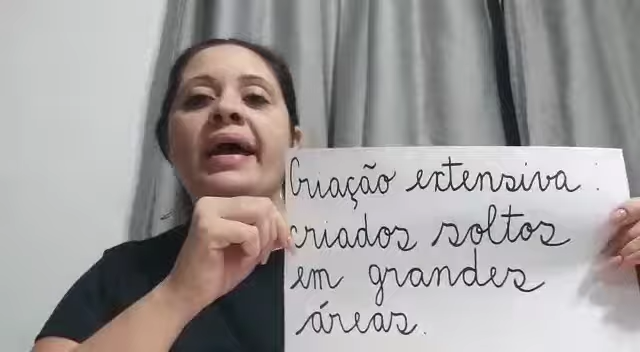 Criação extensiva:
criados soltos
em grandes
áreas.